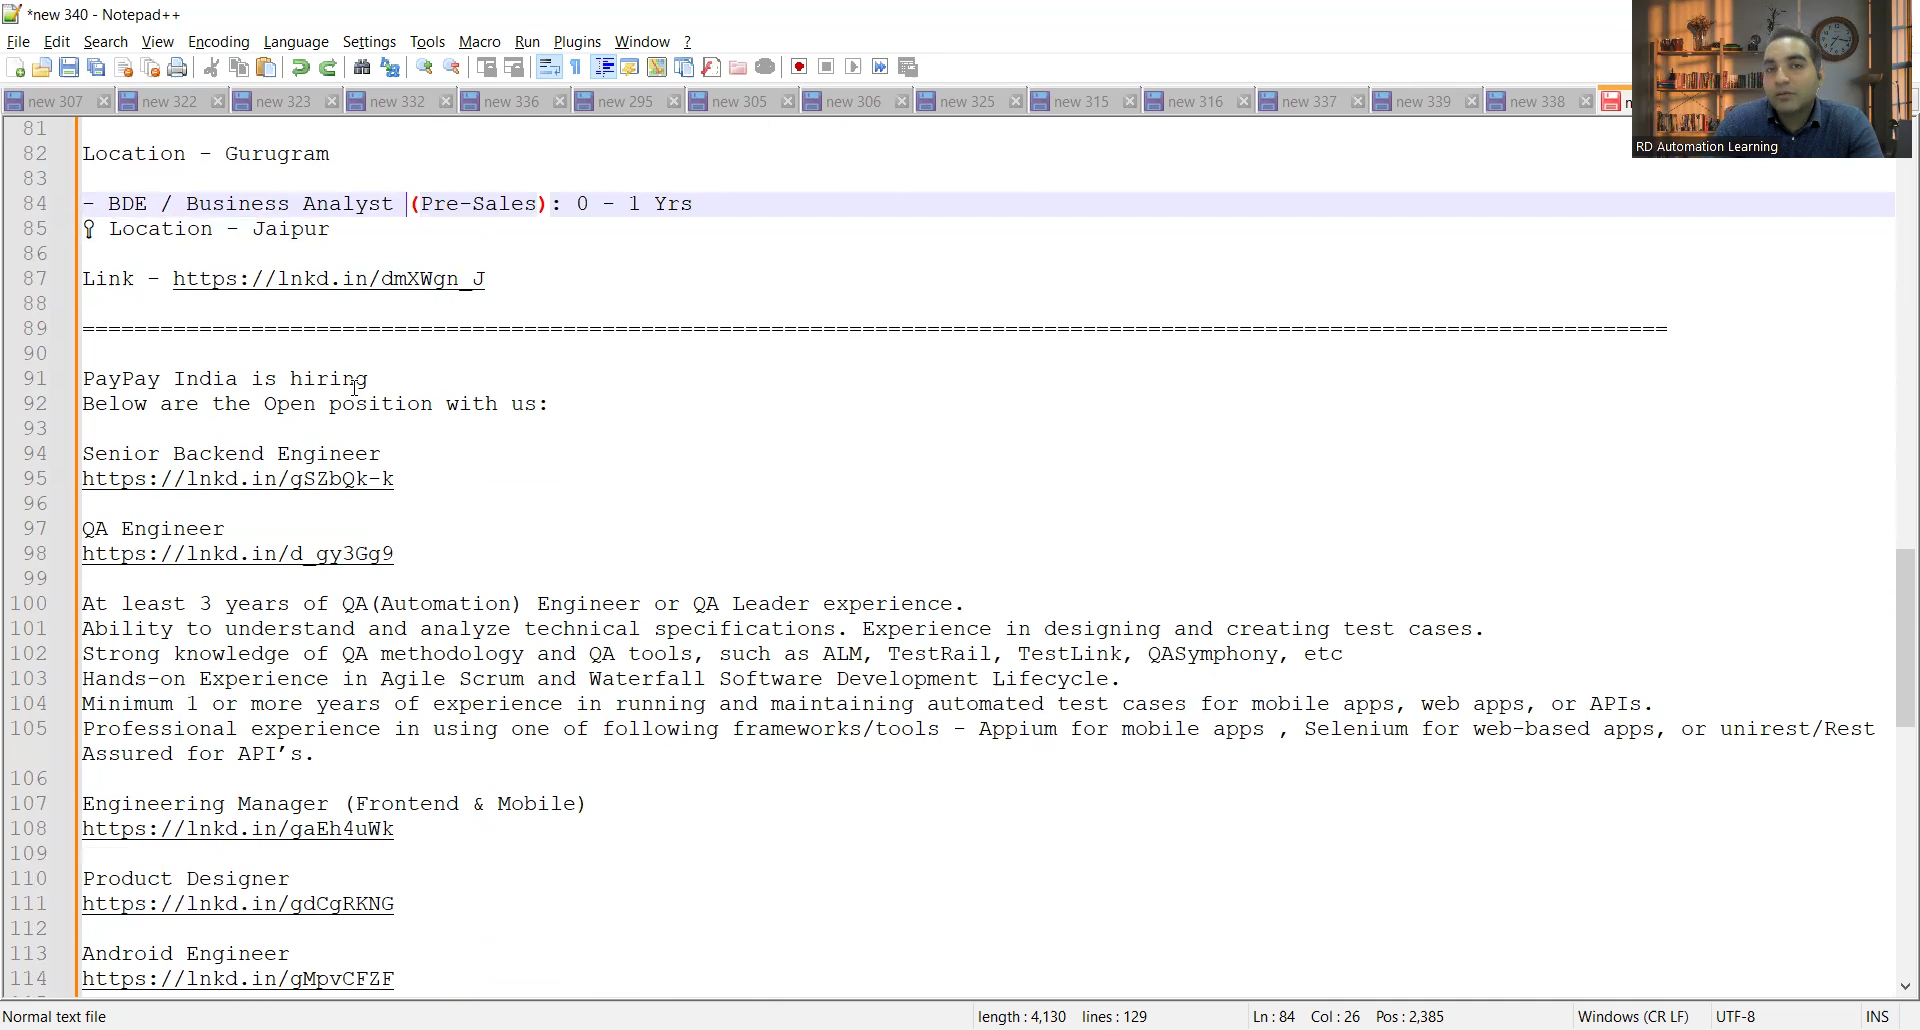 *new 340 - Notepad++
File Edit Search View Encoding Language Settings Tools Macro Run Plugins Window ?
new 307 new 322 new 323 new 332 new 336 new 295 new 305 new 306 new 325 new 315 new 316 new 337 new 339 new 338
RD Automation Learning
81
82 Location - Gurugram
83
84 - BDE / Business Analyst (Pre-Sales): 0 - 1 Yrs
85 Location - Jaipur
86
87 Link - https://lnkd.in/dmXWgn_J
88
89 ==========================================================================================================================
90
91 PayPay India is hiring
92 Below are the Open position with us:
93
94 Senior Backend Engineer
95 https://lnkd.in/gSZbQk-k
96
97 QA Engineer
98 https://lnkd.in/d_gy3Gg9
99
100 At least 3 years of QA(Automation) Engineer or QA Leader experience.
101 Ability to understand and analyze technical specifications. Experience in designing and creating test cases.
102 Strong knowledge of QA methodology and QA tools, such as ALM, TestRail, TestLink, QASymphony, etc
103 Hands-on Experience in Agile Scrum and Waterfall Software Development Lifecycle.
104 Minimum 1 or more years of experience in running and maintaining automated test cases for mobile apps, web apps, or APIs.
105 Professional experience in using one of following frameworks/tools - Appium for mobile apps , Selenium for web-based apps, or unirest/Rest
Assured for API’s.
106
107 Engineering Manager (Frontend & Mobile)
108 https://lnkd.in/gaEh4uWk
109
110 Product Designer
111 https://lnkd.in/gdCgRKNG
112
113 Android Engineer
114 https://lnkd.in/gMpvCFZF
Normal text file length : 4,130 lines : 129 Ln : 84 Col : 26 Pos : 2,385 Windows (CR LF) UTF-8 INS